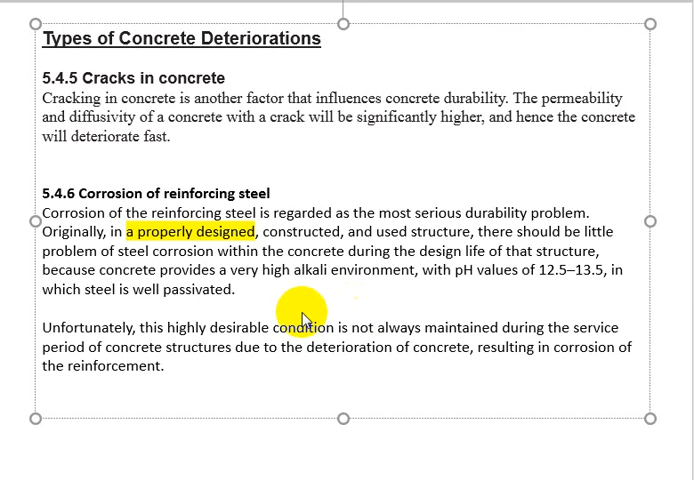 Types of Concrete Deteriorations
5.4.5 Cracks in concrete
Cracking in concrete is another factor that influences concrete durability. The permeability
and diffusivity of a concrete with a crack will be significantly higher, and hence the concrete
will deteriorate fast.
5.4.6 Corrosion of reinforcing steel
Corrosion of the reinforcing steel is regarded as the most serious durability problem.
Originally, in a properly designed, constructed, and used structure, there should be little
problem of steel corrosion within the concrete during the design life of that structure,
because concrete provides a very high alkali environment, with pH values of 12.5–13.5, in
which steel is well passivated.
Unfortunately, this highly desirable condition is not always maintained during the service
period of concrete structures due to the deterioration of concrete, resulting in corrosion of
the reinforcement.